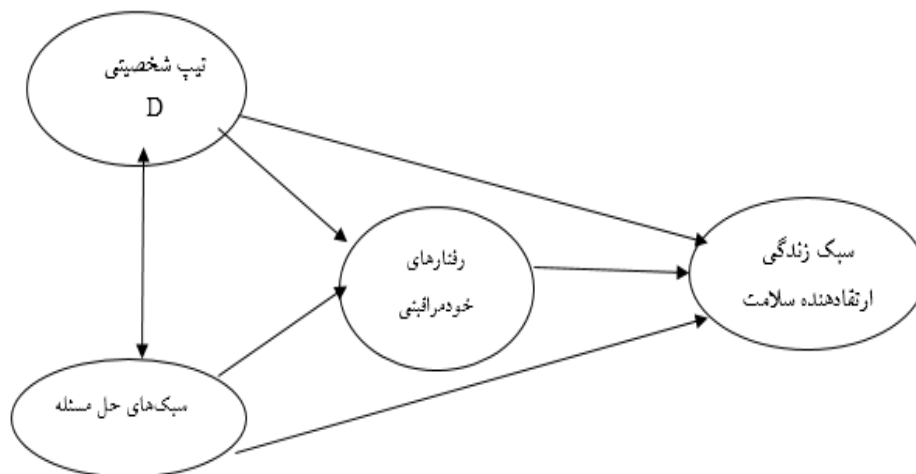 تیپ شخصیتی
D
رفتارهای
خودمراقبتی
سبک زندگی
ارتقادهنده سلامت
سبک‌های حل مسئله